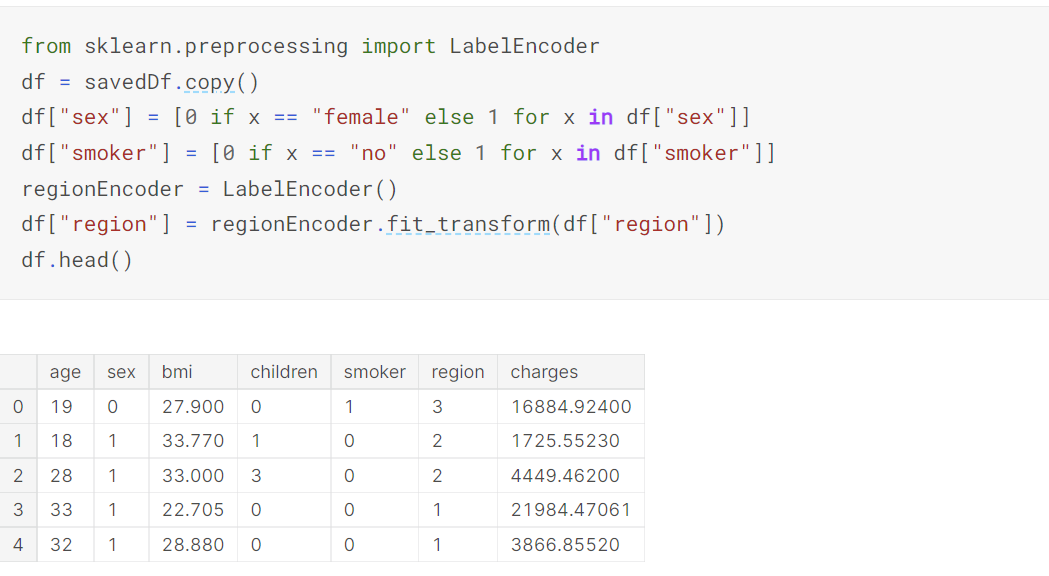 from sklearn.preprocessing import LabelEncoder
df = savedDf.copy()
df["sex"] = [0 if x == "female" else 1 for x in df["sex"]]
df["smoker"] = [0 if x == "no" else 1 for x in df["smoker"]]
regionEncoder = LabelEncoder()
df["region"] = regionEncoder.fit_transform(df["region"])
df.head()
age sex bmi children smoker region charges
0 19 0 27.900 0 1 3 16884.92400
1 18 1 33.770 1 0 2 1725.55230
2 28 1 33.000 3 0 2 4449.46200
3 33 1 22.705 0 0 1 21984.47061
4 32 1 28.880 0 0 1 3866.85520